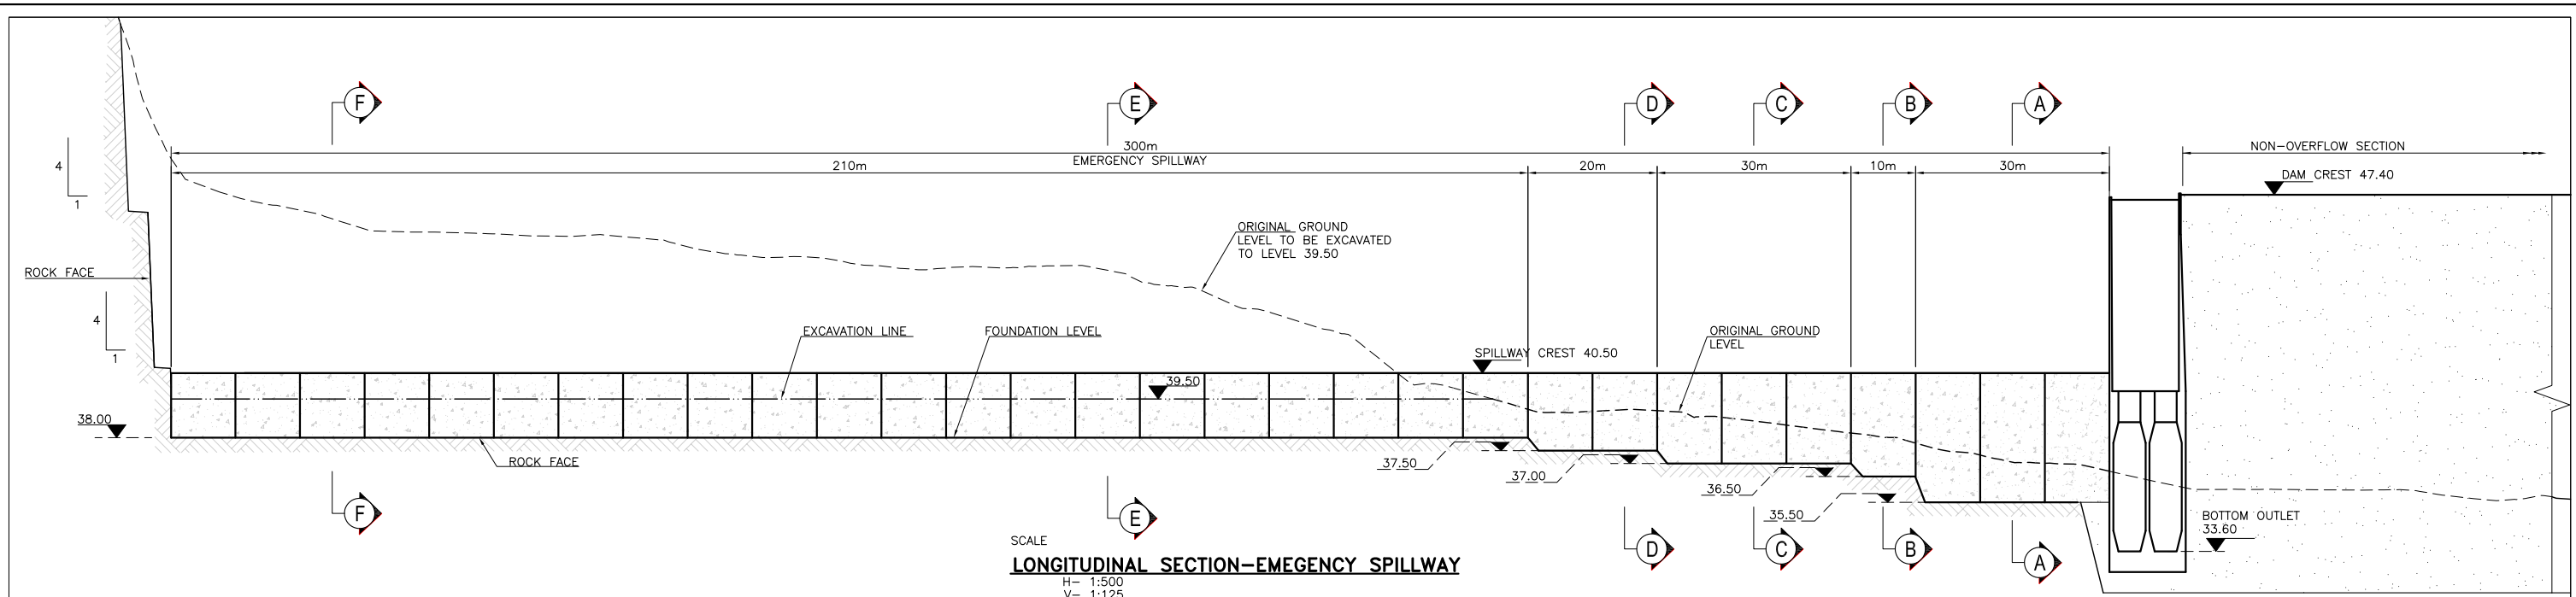 F
E
D
C
B
A
300m
EMERGENCY SPILLWAY
210m
20m
30m
10m
30m
NON-OVERFLOW SECTION
DAM CREST 47.40
4
1
ORIGINAL GROUND
LEVEL TO BE EXCAVATED
TO LEVEL 39.50
ROCK FACE
4
1
EXCAVATION LINE
FOUNDATION LEVEL
ORIGINAL GROUND
LEVEL
SPILLWAY CREST 40.50
39.50
38.00
ROCK FACE
37.50
37.00
36.50
35.50
BOTTOM OUTLET
33.60
F
E
D
C
B
A
SCALE
LONGITUDINAL SECTION-EMEGENCY SPILLWAY
H- 1:500
V- 1:125